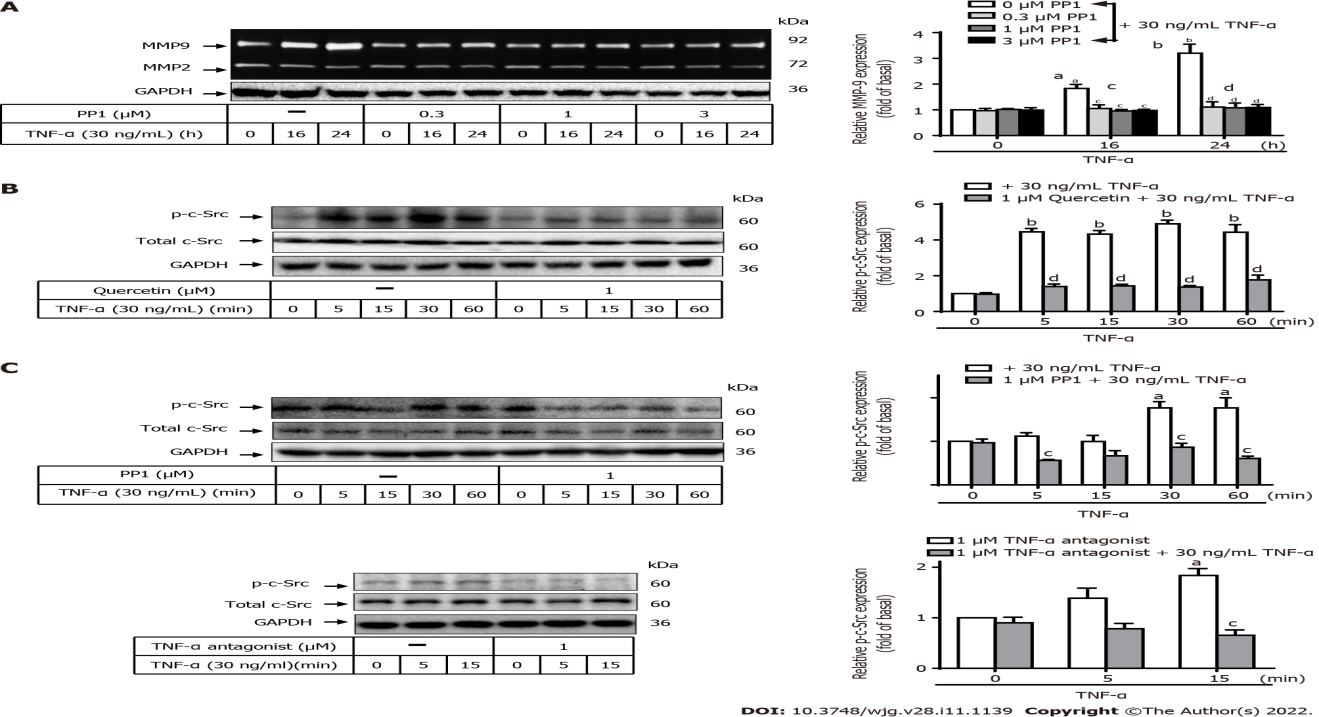 A
kDa
MMP9
92
MMP2
72
GAPDH
36
PP1 (µM) – 0.3 1 3
TNF-α (30 ng/mL) (h) 0 16 24 0 16 24 0 16 24 0 16 24
0 µM PP1
0.3 µM PP1
1 µM PP1
3 µM PP1
+ 30 ng/mL TNF-α
Relative MMP-9 expression
(fold of basal)
4
3
2
1
0
a a c c c c
b b d d d d
0 16 24 (h)
TNF-α
B
kDa
p-c-Src
60
Total c-Src
60
GAPDH
36
Quercetin (µM) – 1
TNF-α (30 ng/mL) (min) 0 5 15 30 60 0 5 15 30 60
+ 30 ng/mL TNF-α
1 µM Quercetin + 30 ng/mL TNF-α
Relative p-c-Src expression
(fold of basal)
6
4
2
0
b b b b
d d d d
0 5 15 30 60 (min)
TNF-α
C
kDa
p-c-Src
60
Total c-Src
60
GAPDH
36
PP1 (µM) – 1
TNF-α (30 ng/mL) (min) 0 5 15 30 60 0 5 15 30 60
+ 30 ng/mL TNF-α
1 µM PP1 + 30 ng/mL TNF-α
Relative p-c-Src expression
(fold of basal)
a a
c c c
0 5 15 30 60 (min)
TNF-α
kDa
p-c-Src
60
Total c-Src
60
GAPDH
36
TNF-α antagonist (µM) – 1
TNF-α (30 ng/ml)(min) 0 5 15 0 5 15
1 µM TNF-α antagonist
1 µM TNF-α antagonist + 30 ng/mL TNF-α
Relative p-c-Src expression
(fold of basal)
2
1
0
a
c
0 5 15 (min)
TNF-α
DOI: 10.3748/wjg.v28.i11.1139 Copyright ©The Author(s) 2022.